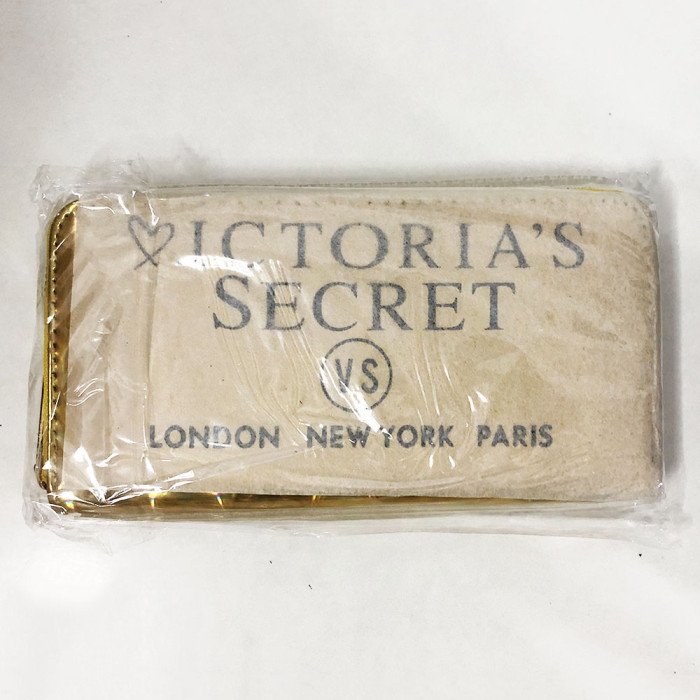 VICTORIA'S
SECRET
VS
LONDON NEW YORK PARIS